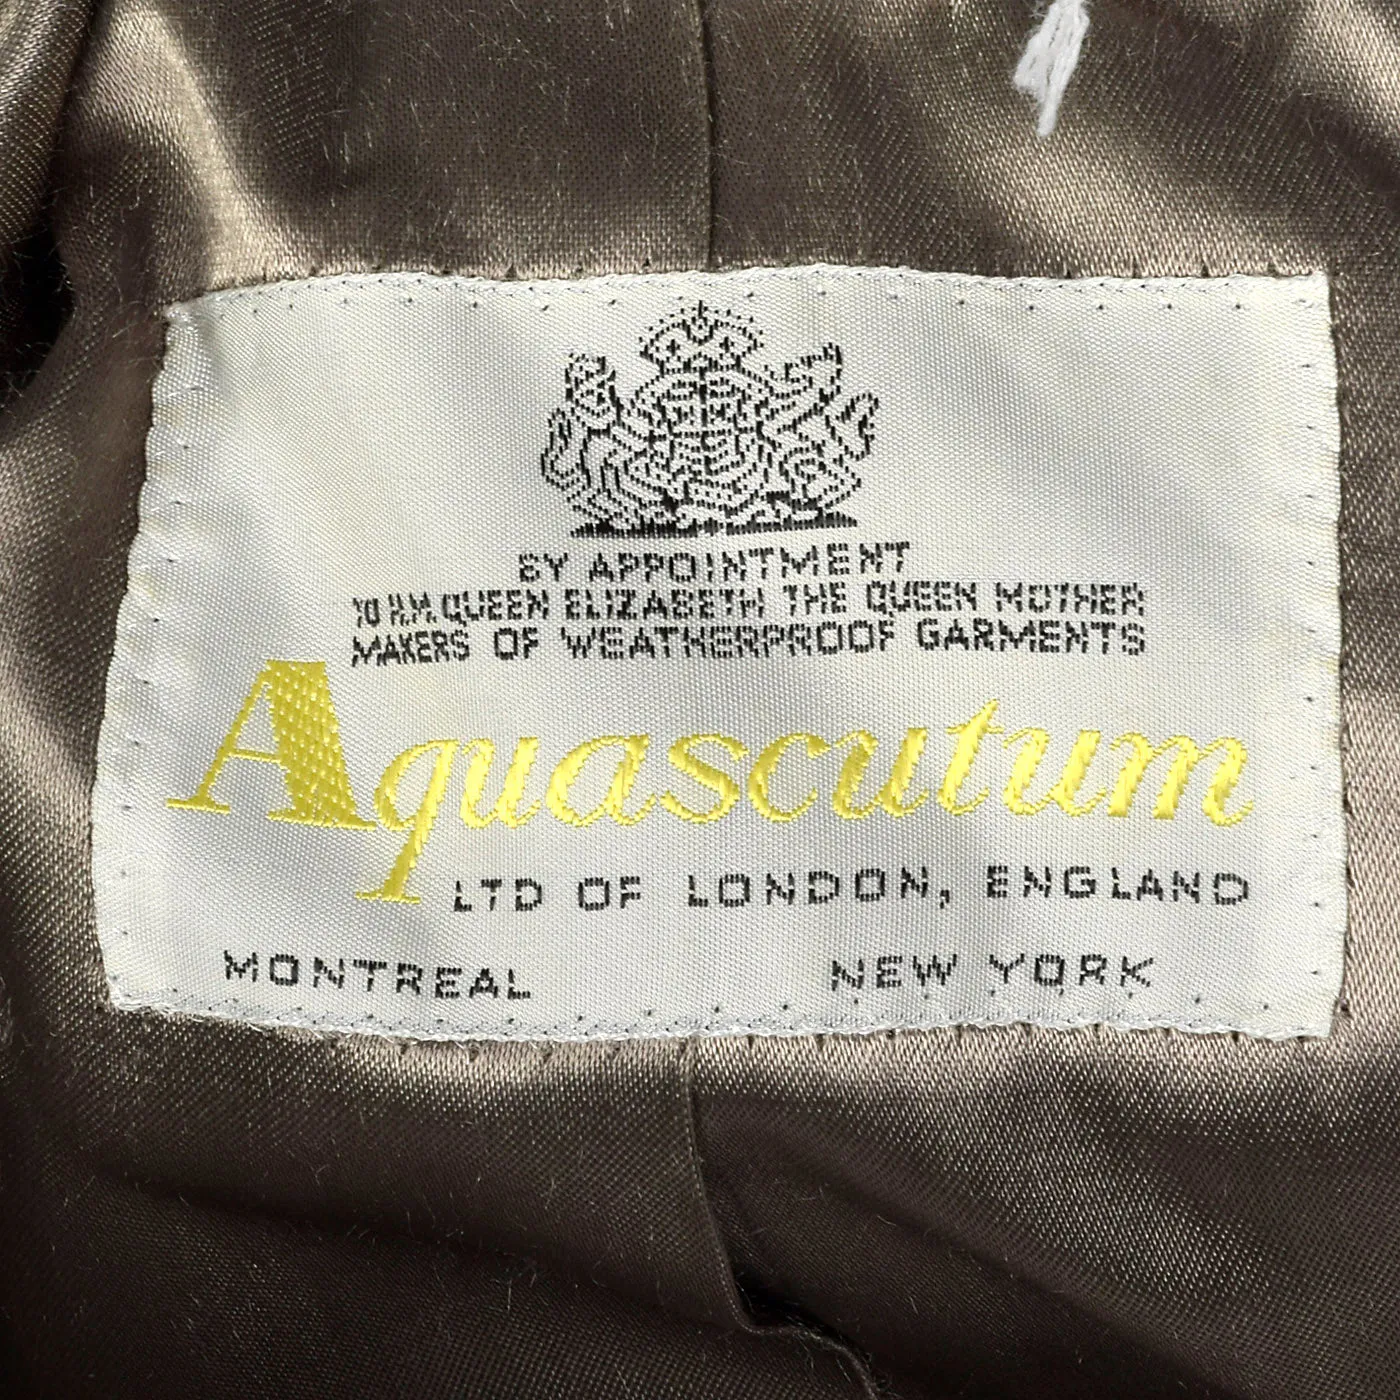 BY APPOINTMENT
TO H.M. QUEEN ELIZABETH THE QUEEN MOTHER
MAKERS OF WEATHERPROOF GARMENTS
Aquascutum
LTD OF LONDON, ENGLAND
MONTREAL NEW YORK